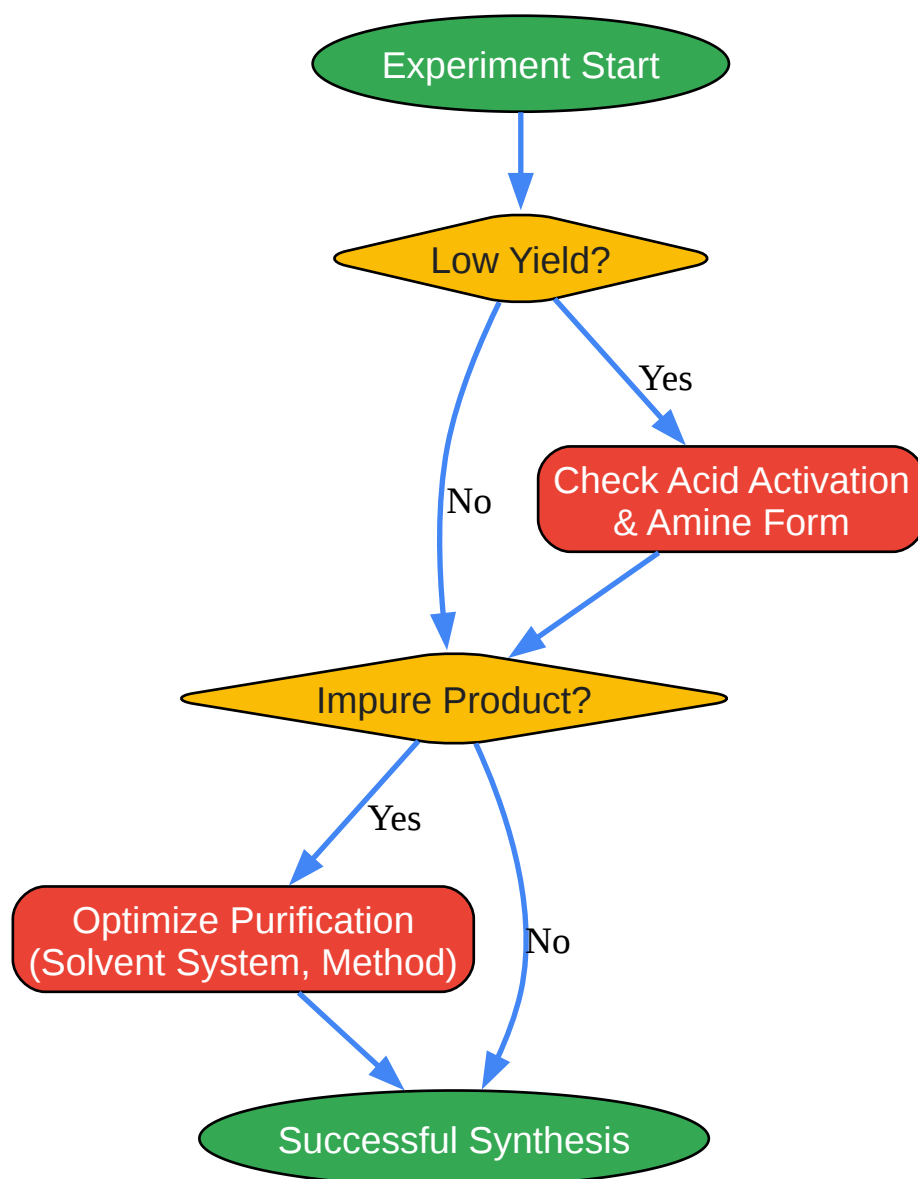 Experiment Start
Low Yield?
Yes
Check Acid Activation
& Amine Form
No
Impure Product?
Yes
Optimize Purification
(Solvent System, Method)
No
Successful Synthesis